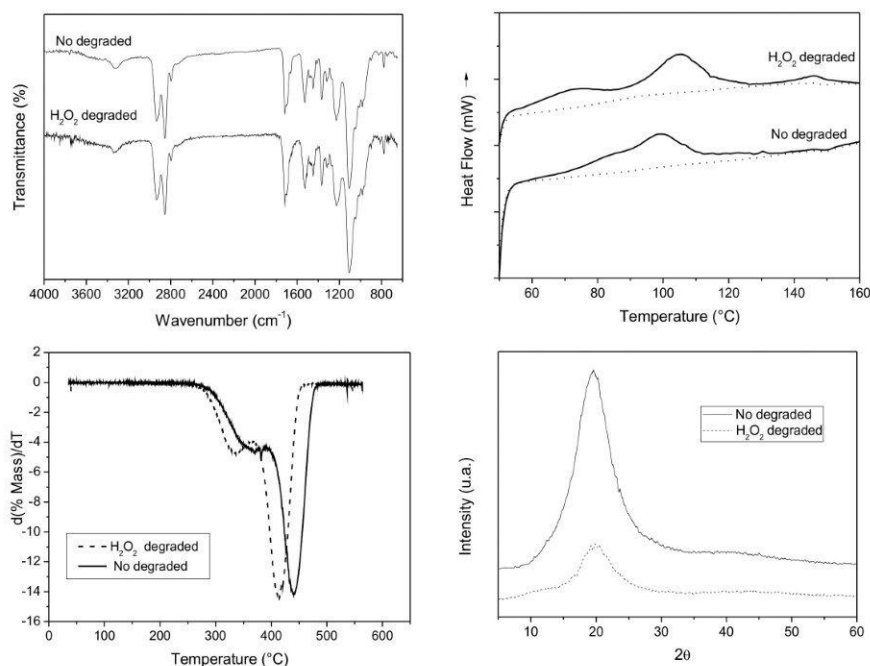 No degraded
H₂O₂ degraded
Transmittance (%)
4000 3600 3200 2800 2400 2000 1600 1200 800
Wavenumber (cm⁻¹)
H₂O₂ degraded
No degraded
Heat Flow (mW) →
60 80 100 120 140 160
Temperature (°C)
2
0
-2
-4
-6
-8
-10
-12
-14
-16
d(% Mass)/dT
H₂O₂ degraded
No degraded
0 100 200 300 400 500 600
Temperature (°C)
No degraded
H₂O₂ degraded
Intensity (u.a.)
10 20 30 40 50 60
2θ